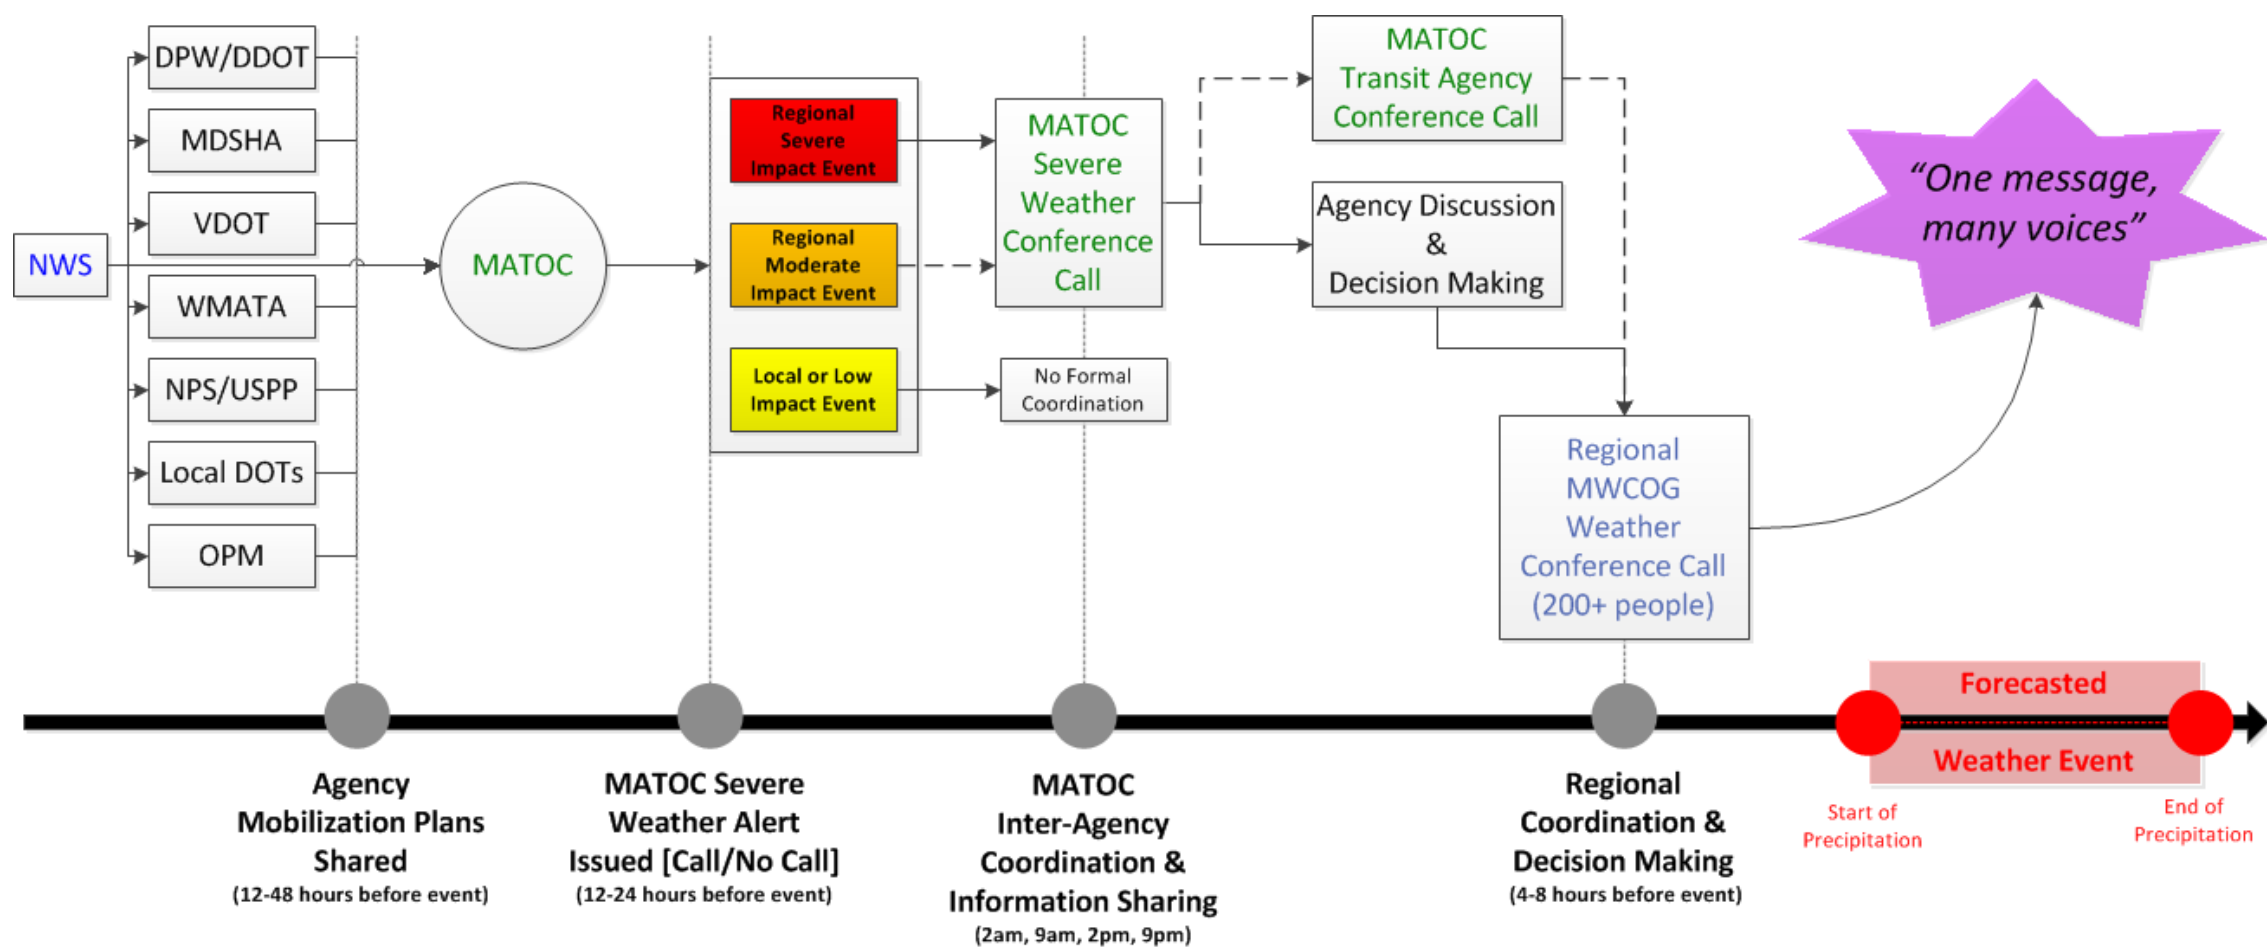 NWS
DPW/DDOT
MDSHA
VDOT
WMATA
NPS/USPP
Local DOTs
OPM
MATOC
Regional
Severe
Impact Event
Regional
Moderate
Impact Event
Local or Low
Impact Event
MATOC
Severe
Weather
Conference
Call
No Formal
Coordination
MATOC
Transit Agency
Conference Call
Agency Discussion
&
Decision Making
Regional
MWCOG
Weather
Conference Call
(200+ people)
“One message,
many voices”
Agency
Mobilization Plans
Shared
(12-48 hours before event)
MATOC Severe
Weather Alert
Issued [Call/No Call]
(12-24 hours before event)
MATOC
Inter-Agency
Coordination &
Information Sharing
(2am, 9am, 2pm, 9pm)
Regional
Coordination &
Decision Making
(4-8 hours before event)
Forecasted
Weather Event
Start of
Precipitation
End of
Precipitation